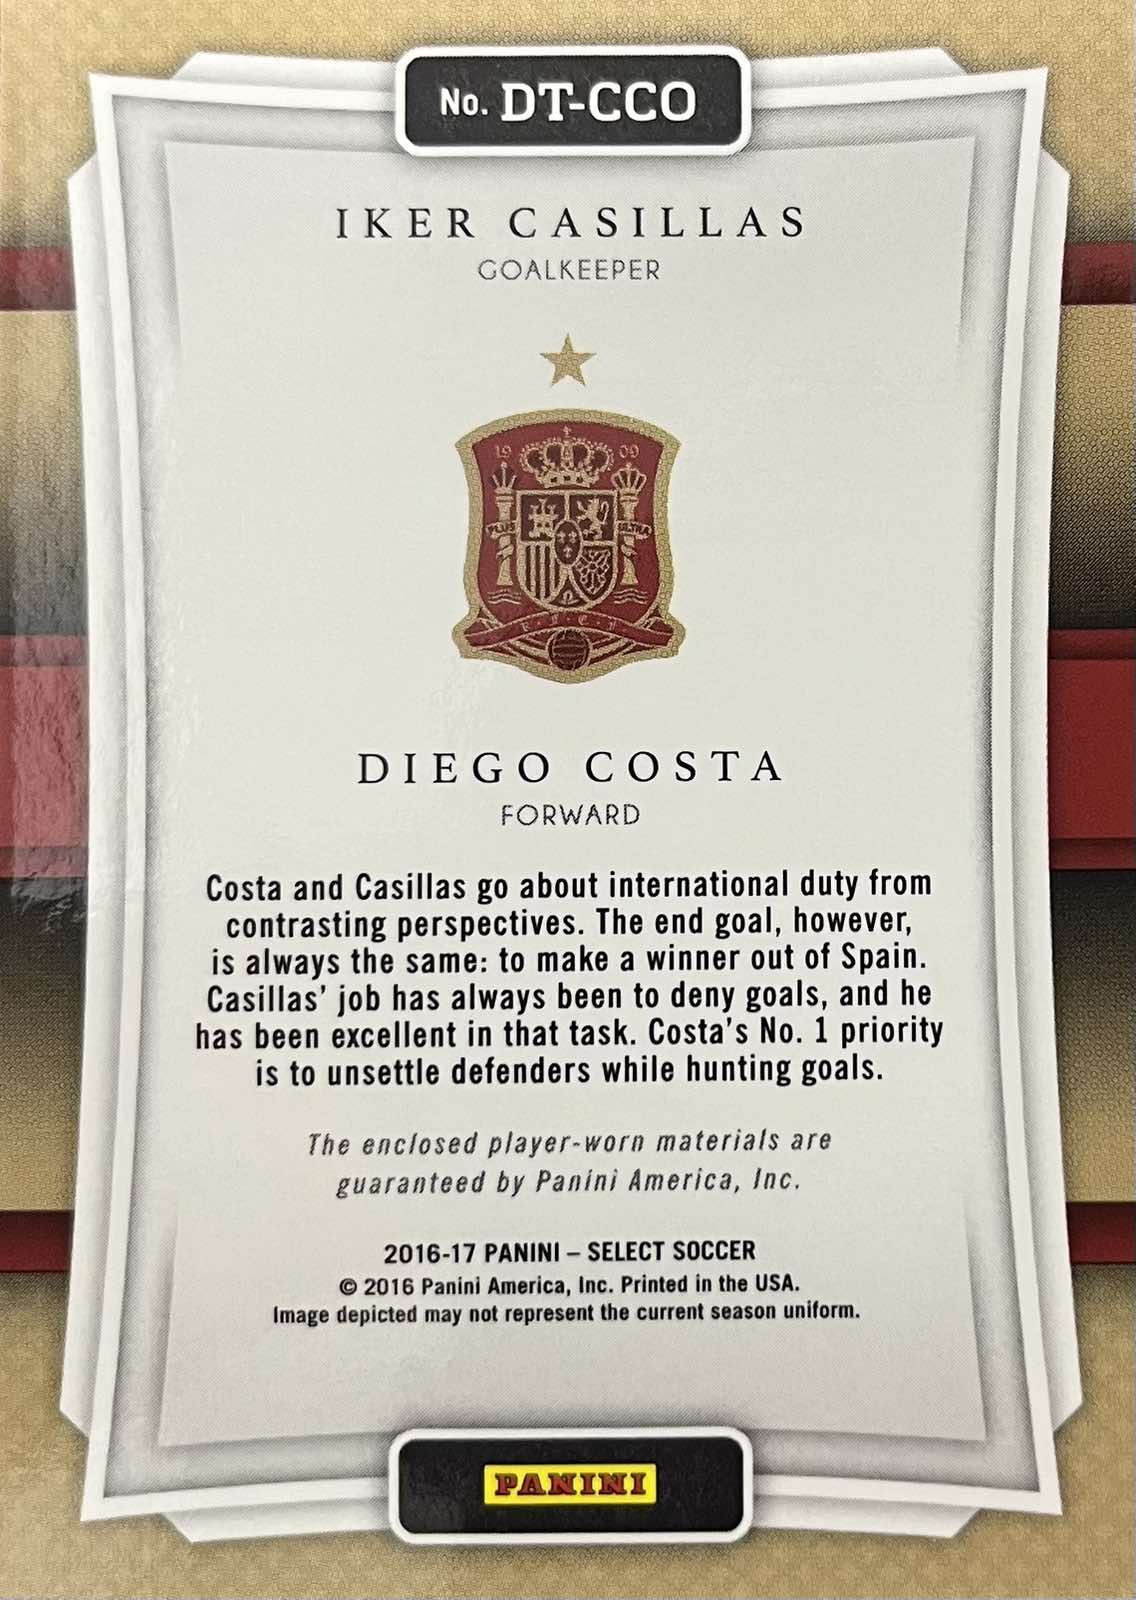 No. DT-CCO
IKER CASILLAS
GOALKEEPER
19 09
PLUS ULTRA
DIEGO COSTA
FORWARD
Costa and Casillas go about international duty from
contrasting perspectives. The end goal, however,
is always the same: to make a winner out of Spain.
Casillas' job has always been to deny goals, and he
has been excellent in that task. Costa's No. 1 priority
is to unsettle defenders while hunting goals.
The enclosed player-worn materials are
guaranteed by Panini America, Inc.
2016-17 PANINI – SELECT SOCCER
© 2016 Panini America, Inc. Printed in the USA.
Image depicted may not represent the current season uniform.
PANINI